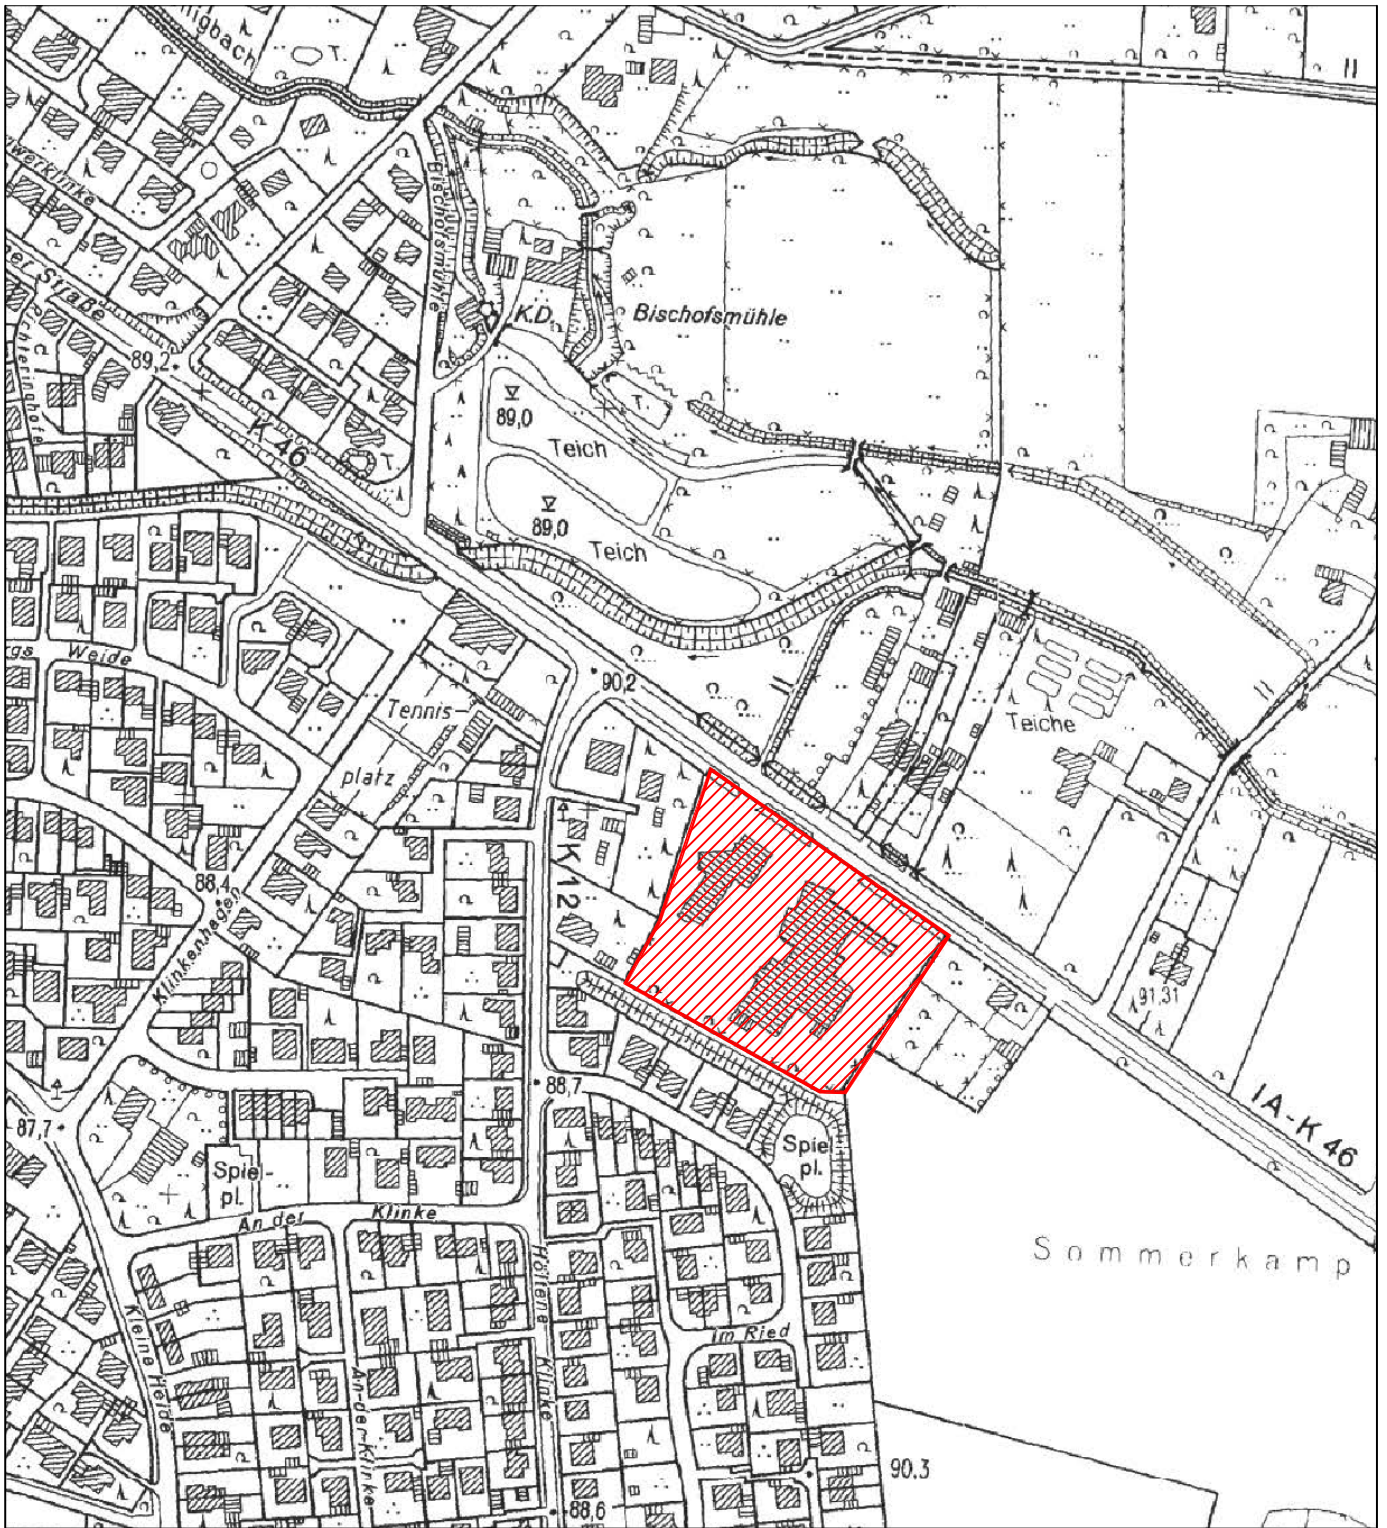 nigbach
T.
Bischofsmühle
K.D.
Bischofsmühle
89,2
K 46
T.
T.
89,0
Teich
89,0
Teich
Weide
90,2
Tennis-
platz
Teiche
K 12
88,4
Klinkenhagen
91,31
88,7
87,7
Spiel-
pl.
Spiel
pl.
IA-K 46
An der Klinke
Sommerkamp
Kleine Heide
An-der-Klinke
Im Ried
90.3
88,6